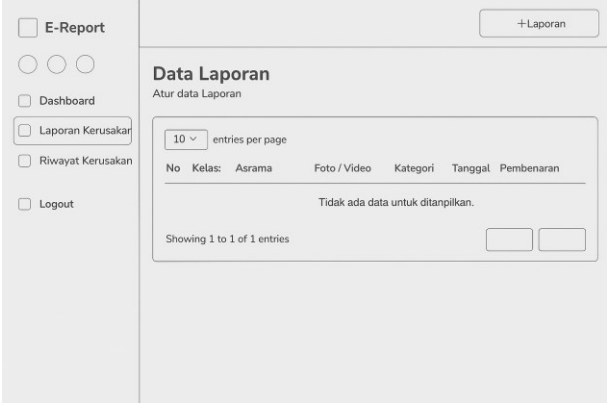 E-Report
+Laporan
Dashboard
Laporan Kerusakan
Riwayat Kerusakan
Logout
Data Laporan
Atur data Laporan
10 entries per page
No Kelas: Asrama Foto / Video Kategori Tanggal Pembenaran
Tidak ada data untuk ditanpilkan.
Showing 1 to 1 of 1 entries